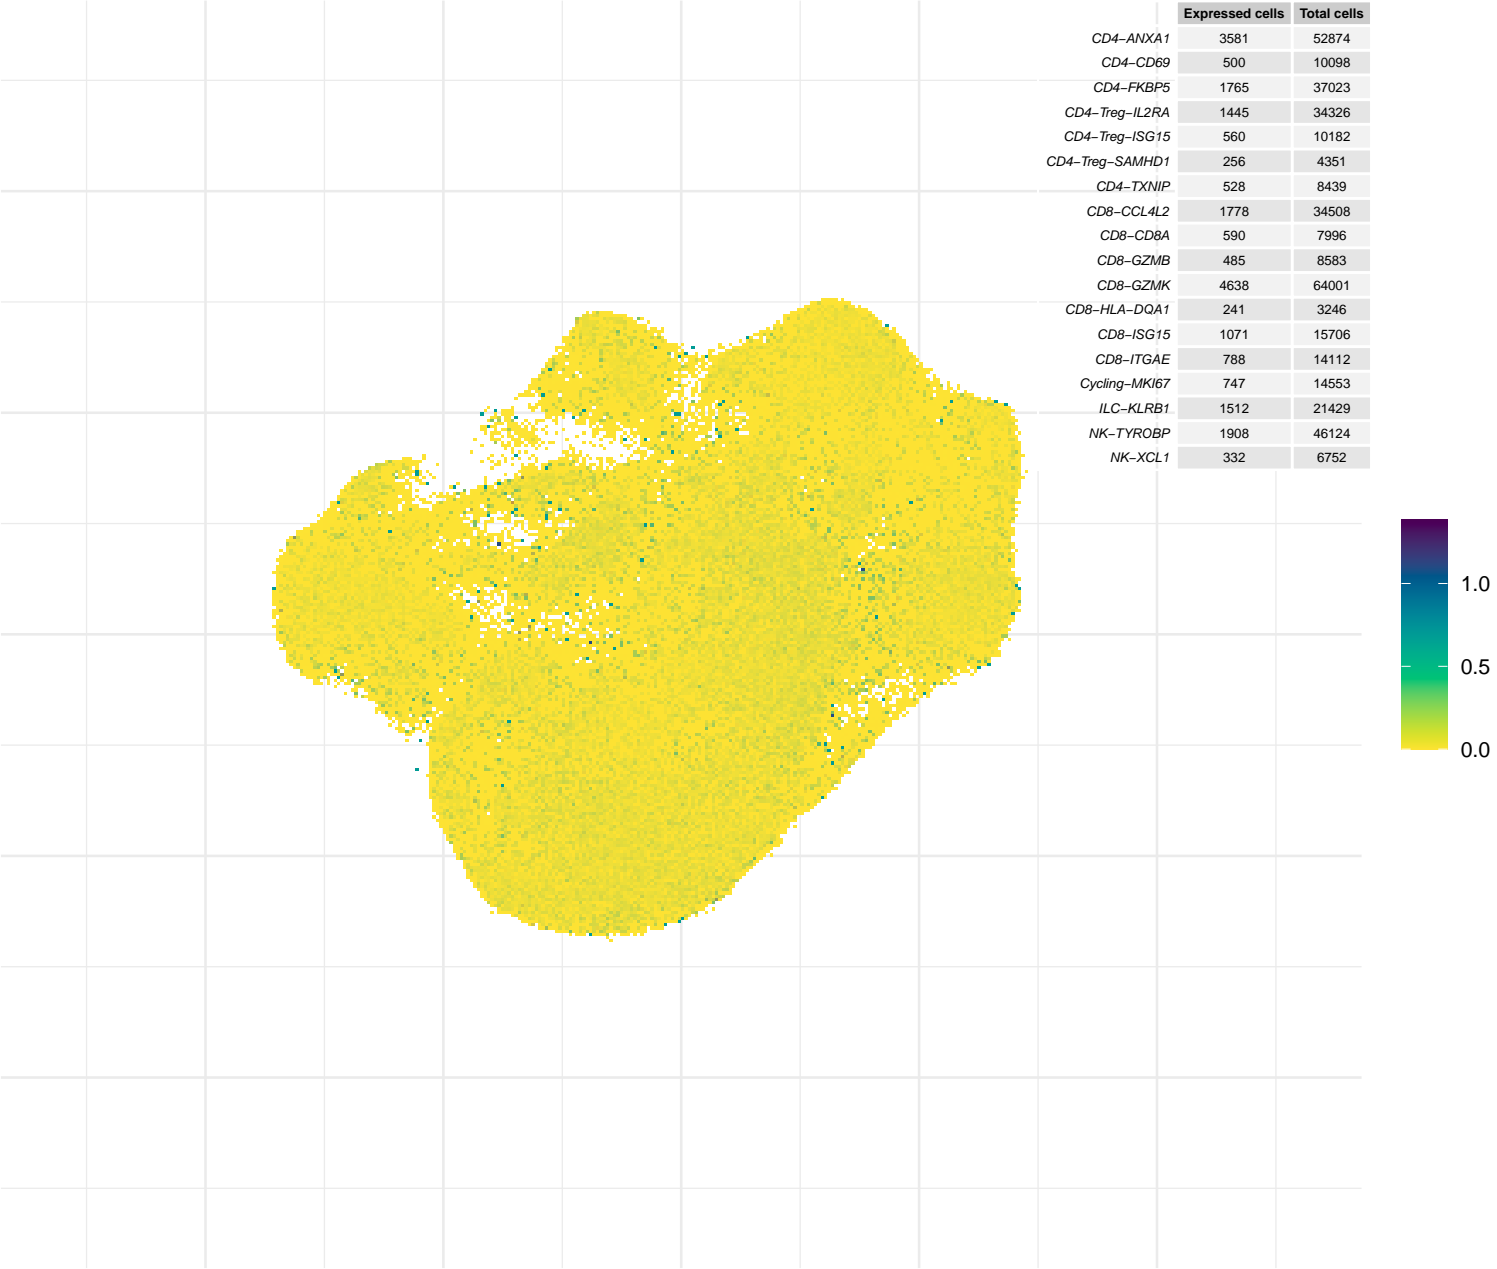 Expressed cells Total cells
CD4−ANXA1 3581 52874
CD4−CD69 500 10098
CD4−FKBP5 1765 37023
CD4−Treg−IL2RA 1445 34326
CD4−Treg−ISG15 560 10182
CD4−Treg−SAMHD1 256 4351
CD4−TXNIP 528 8439
CD8−CCL4L2 1778 34508
CD8−CD8A 590 7996
CD8−GZMB 485 8583
CD8−GZMK 4638 64001
CD8−HLA−DQA1 241 3246
CD8−ISG15 1071 15706
CD8−ITGAE 788 14112
Cycling−MKI67 747 14553
ILC−KLRB1 1512 21429
NK−TYROBP 1908 46124
NK−XCL1 332 6752
1.0
0.5
0.0